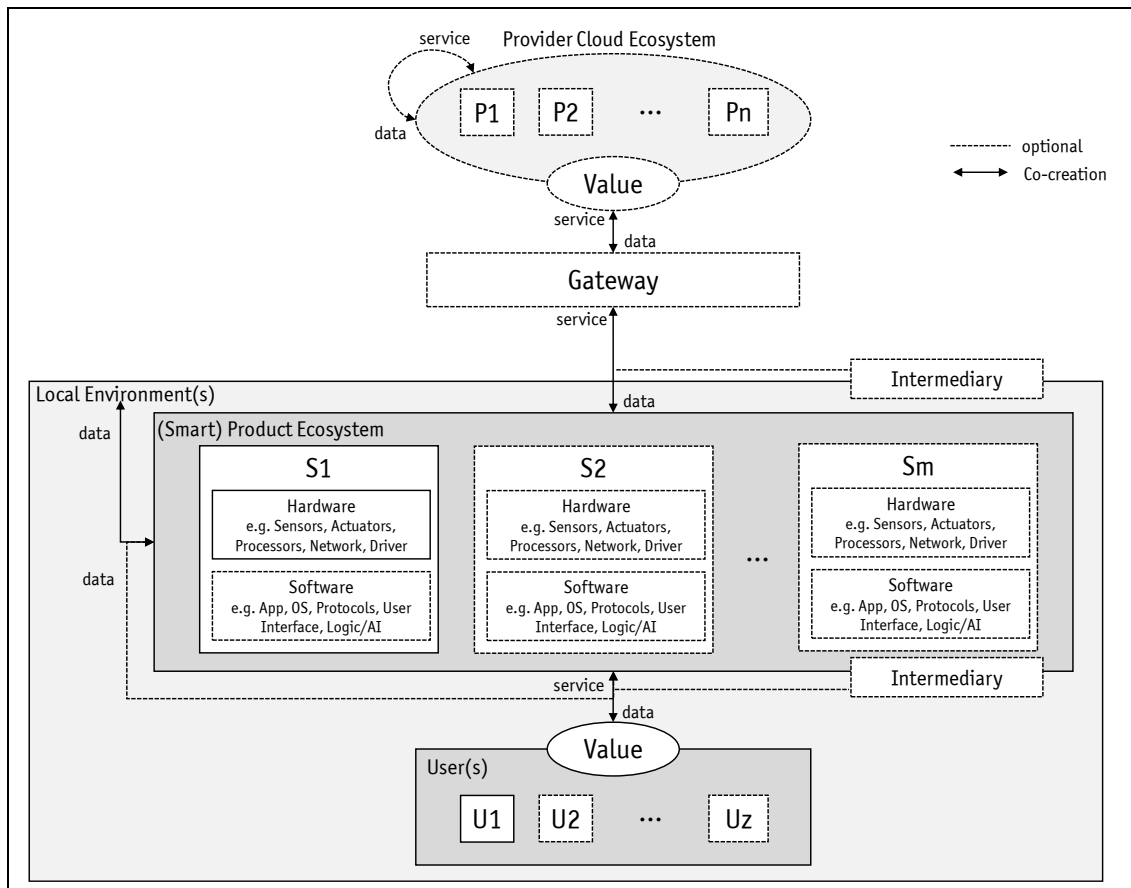 Provider Cloud Ecosystem
service
data
P1
P2
...
Pn
Value
optional
Co-creation
service
data
Gateway
service
data
Intermediary
Local Environment(s)
data
data
(Smart) Product Ecosystem
S1
Hardware
e.g. Sensors, Actuators,
Processors, Network, Driver
Software
e.g. App, OS, Protocols, User
Interface, Logic/AI
S2
Hardware
e.g. Sensors, Actuators,
Processors, Network, Driver
Software
e.g. App, OS, Protocols, User
Interface, Logic/AI
...
Sm
Hardware
e.g. Sensors, Actuators,
Processors, Network, Driver
Software
e.g. App, OS, Protocols, User
Interface, Logic/AI
Intermediary
service
data
Value
User(s)
U1
U2
...
Uz